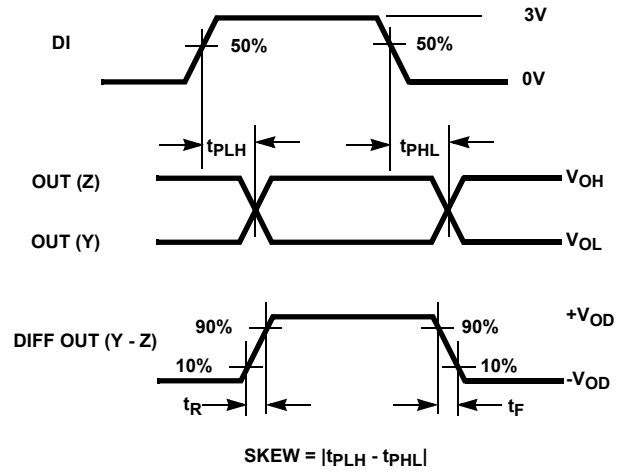 3V
DI
50%
50%
0V
tPLH
tPHL
OUT (Z)
VOH
OUT (Y)
VOL
+VOD
90%
90%
DIFF OUT (Y - Z)
10%
10%
-VOD
tR
tF
SKEW = |tPLH - tPHL|